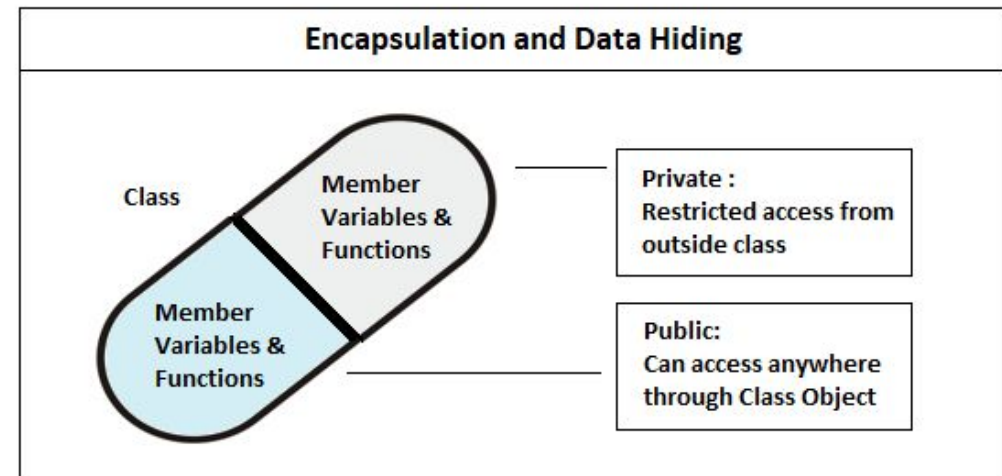 Encapsulation and Data Hiding
Class
Member
Variables &
Functions
Member
Variables &
Functions
Private :
Restricted access from
outside class
Public:
Can access anywhere
through Class Object